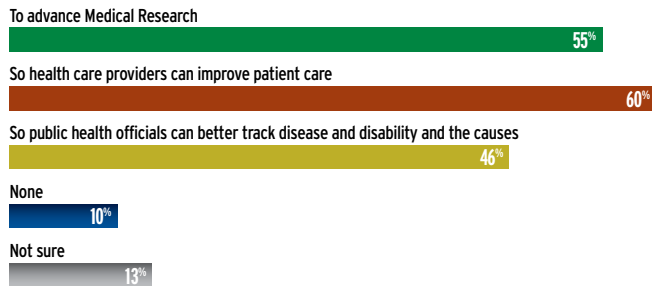 To advance Medical Research
55%
So health care providers can improve patient care
60%
So public health officials can better track disease and disability and the causes
46%
None
10%
Not sure
13%